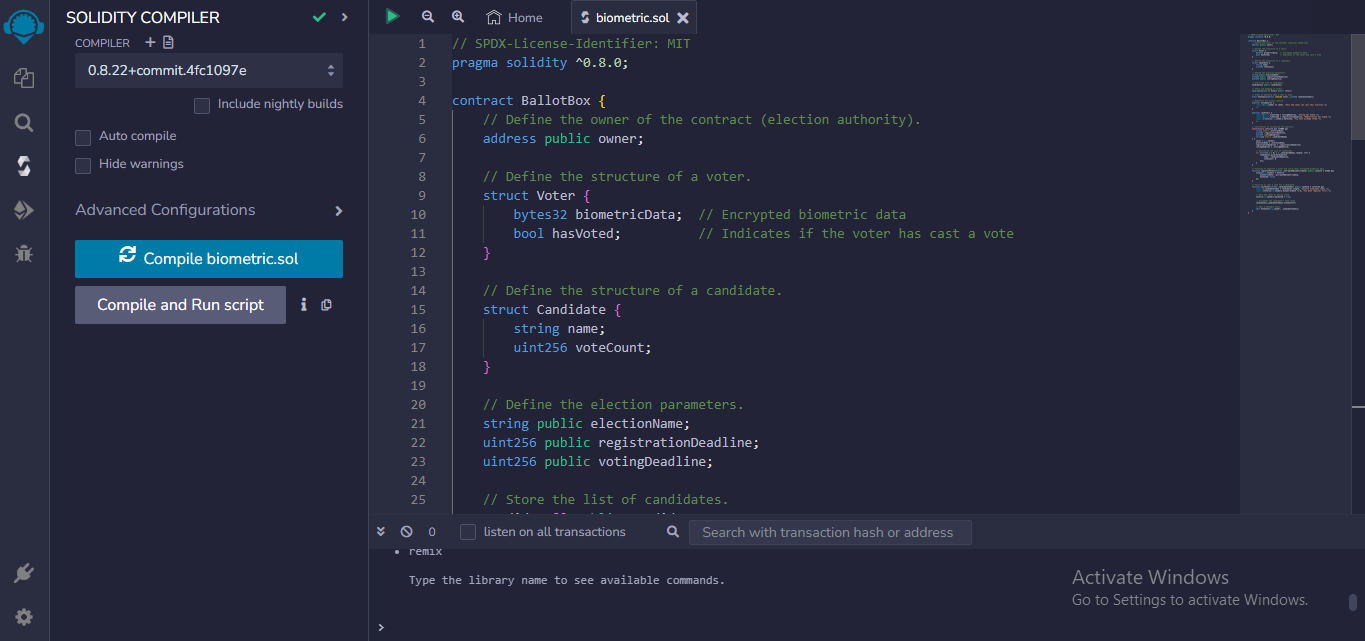 SOLIDITY COMPILER
COMPILER
0.8.22+commit.4fc1097e
Include nightly builds
Auto compile
Hide warnings
Advanced Configurations
Compile biometric.sol
Compile and Run script
Home
biometric.sol
1 // SPDX-License-Identifier: MIT
2 pragma solidity ^0.8.0;
3
4 contract BallotBox {
5 // Define the owner of the contract (election authority).
6 address public owner;
7
8 // Define the structure of a voter.
9 struct Voter {
10 bytes32 biometricData; // Encrypted biometric data
11 bool hasVoted; // Indicates if the voter has cast a vote
12 }
13
14 // Define the structure of a candidate.
15 struct Candidate {
16 string name;
17 uint256 voteCount;
18 }
19
20 // Define the election parameters.
21 string public electionName;
22 uint256 public registrationDeadline;
23 uint256 public votingDeadline;
24
25 // Store the list of candidates.
0
listen on all transactions
Search with transaction hash or address
• remix
Type the library name to see available commands.
>
Activate Windows
Go to Settings to activate Windows.